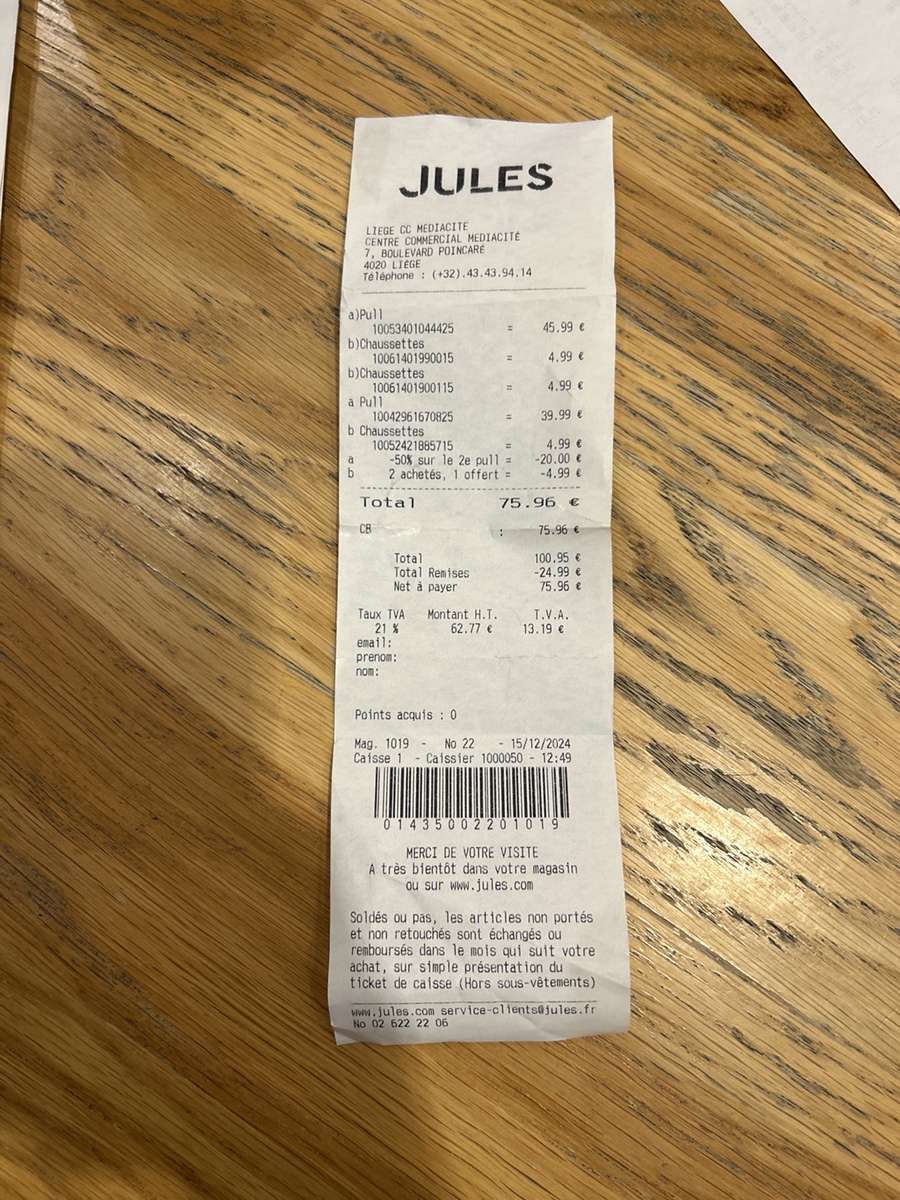 JULES
LIEGE CC MEDIACITE
CENTRE COMMERCIAL MEDIACITÉ
7, BOULEVARD POINCARÉ
4020 LIÈGE
Téléphone : (+32).43.43.94.14
a)Pull
10053401044425 = 45.99 €
b)Chaussettes
10061401990015 = 4.99 €
b)Chaussettes
10061401900115 = 4.99 €
a Pull
10042961670825 = 39.99 €
b Chaussettes
10052421885715 = 4.99 €
a -50% sur le 2e pull = -20.00 €
b 2 achetés, 1 offert = -4.99 €
Total 75.96 €
CB : 75.96 €
Total 100.95 €
Total Remises -24.99 €
Net à payer 75.96 €
Taux TVA Montant H.T. T.V.A.
21 % 62.77 € 13.19 €
email:
prenom:
nom:
Points acquis : 0
Mag. 1019 - No 22 - 15/12/2024
Caisse 1 - Caissier 1000050 - 12:49
01435002201019
MERCI DE VOTRE VISITE
A très bientôt dans votre magasin
ou sur www.jules.com
Soldés ou pas, les articles non portés
et non retouchés sont échangés ou
remboursés dans le mois qui suit votre
achat, sur simple présentation du
ticket de caisse (Hors sous-vêtements)
www.jules.com service-clients@jules.fr
No 02 622 22 06